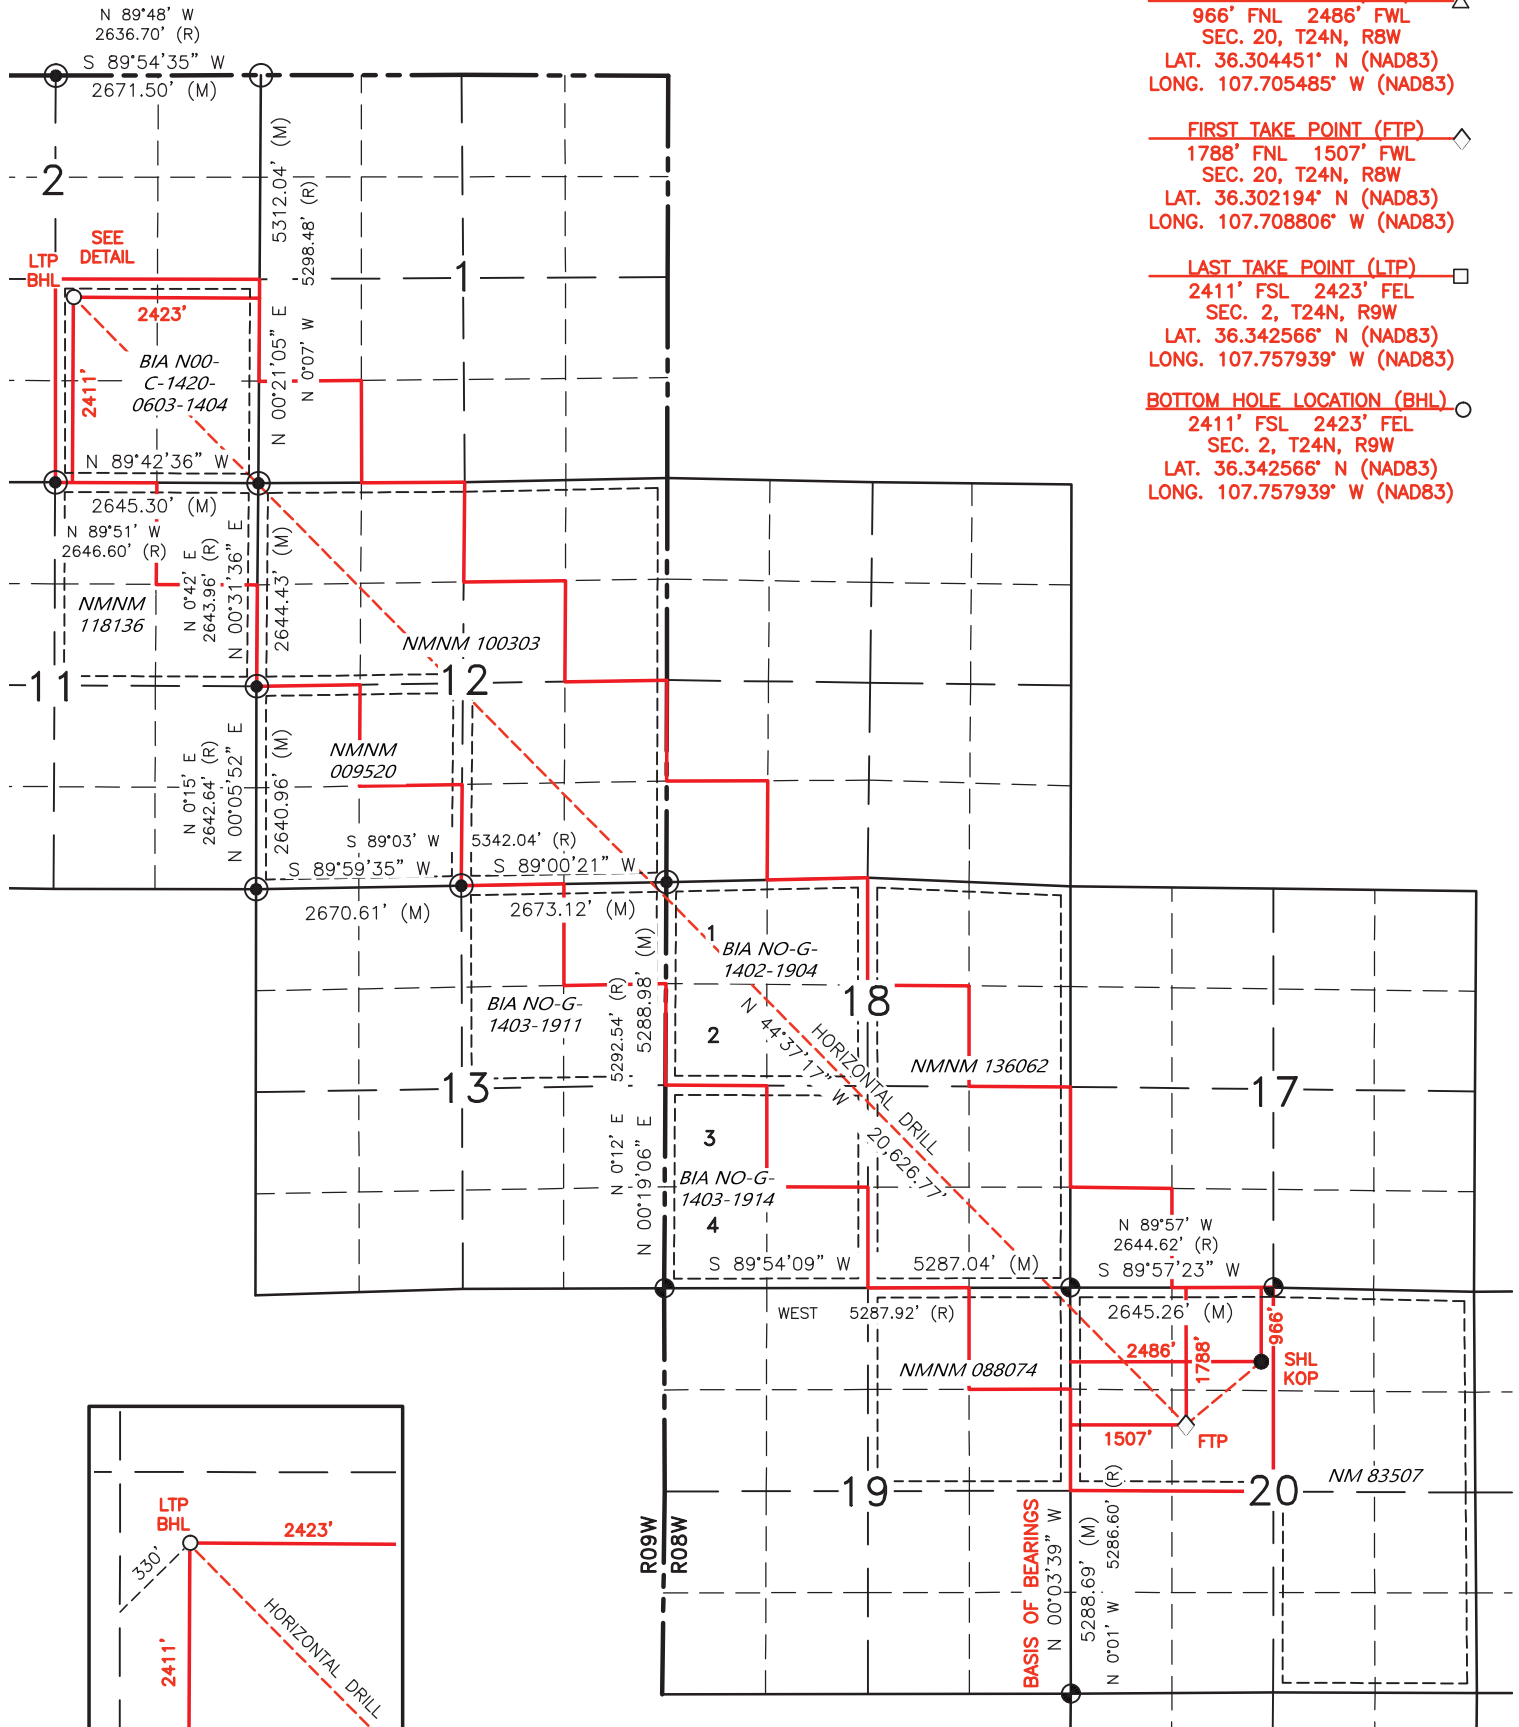 N 89°48' W
2636.70' (R)
S 89°54'35" W
2671.50' (M)
966' FNL 2486' FWL
SEC. 20, T24N, R8W
LAT. 36.304451° N (NAD83)
LONG. 107.705485° W (NAD83)
FIRST TAKE POINT (FTP)
1788' FNL 1507' FWL
SEC. 20, T24N, R8W
LAT. 36.302194° N (NAD83)
LONG. 107.708806° W (NAD83)
LAST TAKE POINT (LTP)
2411' FSL 2423' FEL
SEC. 2, T24N, R9W
LAT. 36.342566° N (NAD83)
LONG. 107.757939° W (NAD83)
BOTTOM HOLE LOCATION (BHL)
2411' FSL 2423' FEL
SEC. 2, T24N, R9W
LAT. 36.342566° N (NAD83)
LONG. 107.757939° W (NAD83)
2
1
5312.04' (M)
5298.48' (R)
N 00°21'05" E
N 0°07' W
SEE
DETAIL
LTP
BHL
2423'
2411'
BIA N00-
C-1420-
0603-1404
N 89°42'36" W
2645.30' (M)
N 89°51' W
2646.60' (R)
N 0°42' E
2643.96' (R)
N 00°31'36" E
2644.43' (M)
NMNM
118136
NMNM 100303
11
12
NMNM
009520
N 0°15' E
2642.64' (R)
N 00°05'52" E
2640.96' (M)
S 89°03' W 5342.04' (R)
S 89°59'35" W
S 89°00'21" W
2670.61' (M)
2673.12' (M)
1
BIA NO-G-
1402-1904
18
BIA NO-G-
1403-1911
5292.54' (R)
5288.98' (M)
N 0°12' E
N 00°19'06" E
2
N 44°37'17" W
HORIZONTAL DRILL
20,626.77'
NMNM 136062
13
17
3
BIA NO-G-
1403-1914
4
S 89°54'09" W
5287.04' (M)
WEST 5287.92' (R)
N 89°57' W
2644.62' (R)
S 89°57'23" W
2645.26' (M)
2486'
1788'
966'
SHL
KOP
1507'
FTP
NMNM 088074
19
20
NM 83507
R09W
R08W
BASIS OF BEARINGS
N 00°03'39" W
5288.69' (M)
N 0°01' W 5286.60' (R)
LTP
BHL
2423'
330'
2411'
HORIZONTAL DRILL